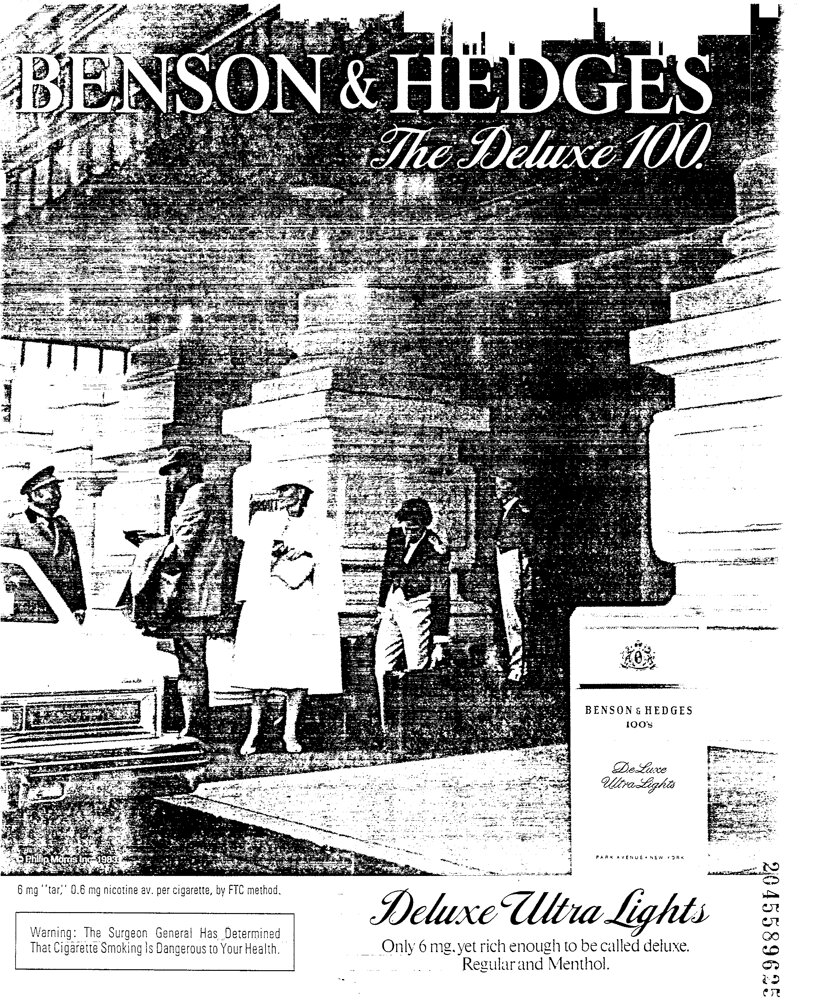 BENSON & HEDGES
The Deluxe 100.
BENSON & HEDGES
100's
DeLuxe
Ultra Lights
PARK AVENUE • NEW YORK
© Philip Morris Inc. 1983
6 mg "tar," 0.6 mg nicotine av. per cigarette, by FTC method.
Warning: The Surgeon General Has Determined
That Cigarette Smoking Is Dangerous to Your Health.
Deluxe Ultra Lights
Only 6 mg, yet rich enough to be called deluxe.
Regular and Menthol.
2045589625